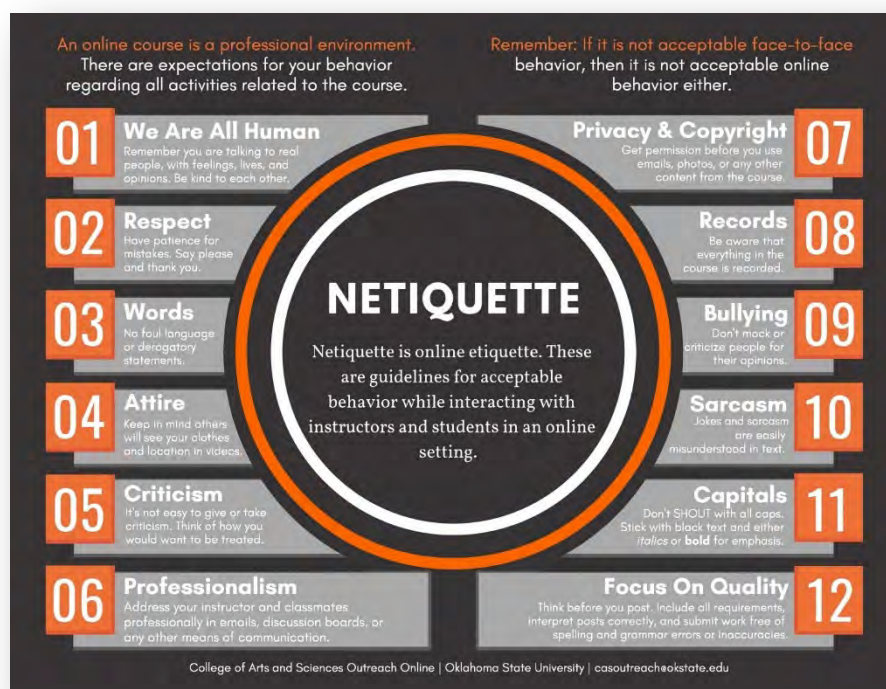 An online course is a professional environment.
There are expectations for your behavior
regarding all activities related to the course.
Remember: If it is not acceptable face-to-face
behavior, then it is not acceptable online
behavior either.
01
We Are All Human
Remember you are talking to real
people, with feelings, lives, and
opinions. Be kind to each other.
02
Respect
Have patience for
mistakes. Say please
and thank you.
03
Words
No foul language
or derogatory
statements.
04
Attire
Keep in mind others
will see your clothes
and location in videos.
05
Criticism
It's not easy to give or take
criticism. Think of how you
would want to be treated.
06
Professionalism
Address your instructor and classmates
professionally in emails, discussion boards, or
any other means of communication.
NETIQUETTE
Netiquette is online etiquette. These
are guidelines for acceptable
behavior while interacting with
instructors and students in an online
setting.
Privacy & Copyright
07
Get permission before you use
emails, photos, or any other
content from the course.
Records
08
Be aware that
everything in the
course is recorded.
Bullying
09
Don't mock or
criticize people for
their opinions.
Sarcasm
10
Jokes and sarcasm
are easily
misunderstood in text.
Capitals
11
Don't SHOUT with all caps.
Stick with black text and either
italics or bold for emphasis.
Focus On Quality
12
Think before you post. Include all requirements,
interpret posts correctly, and submit work free of
spelling and grammar errors or inaccuracies.
College of Arts and Sciences Outreach Online | Oklahoma State University | casoutreach@okstate.edu